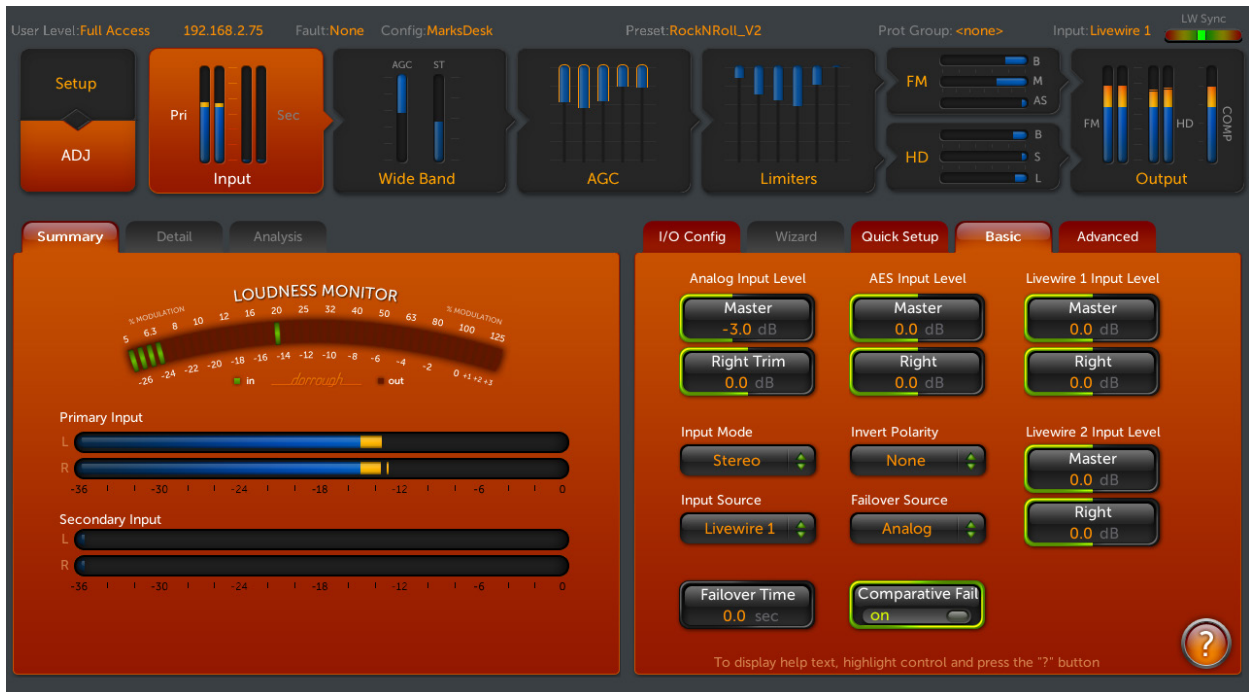 User Level:Full Access 192.168.2.75 Fault:None Config:MarksDesk Preset:RockNRoll_V2 Prot Group: <none> Input: Livewire 1 LW Sync
Setup
ADJ
Pri Sec
Input
AGC ST
Wide Band
AGC
Limiters
FM B
M
AS
HD B
S
L
FM HD COMP
Output
Summary Detail Analysis
LOUDNESS MONITOR
% MODULATION % MODULATION
5 6.3 8 10 12 16 20 25 32 40 50 63 80 100 125
-26 -24 -22 -20 -18 -16 -14 -12 -10 -8 -6 -4 -2 0 +1 +2 +3
in dorrough out
Primary Input
L
R
-36 -30 -24 -18 -12 -6 0
Secondary Input
L
R
-36 -30 -24 -18 -12 -6 0
I/O Config Wizard Quick Setup Basic Advanced
Analog Input Level AES Input Level Livewire 1 Input Level
Master Master Master
-3.0 dB 0.0 dB 0.0 dB
Right Trim Right Right
0.0 dB 0.0 dB 0.0 dB
Input Mode Invert Polarity Livewire 2 Input Level
Stereo None Master
0.0 dB
Input Source Failover Source Right
Livewire 1 Analog 0.0 dB
Failover Time Comparative Fail
0.0 sec on
?
To display help text, highlight control and press the "?" button